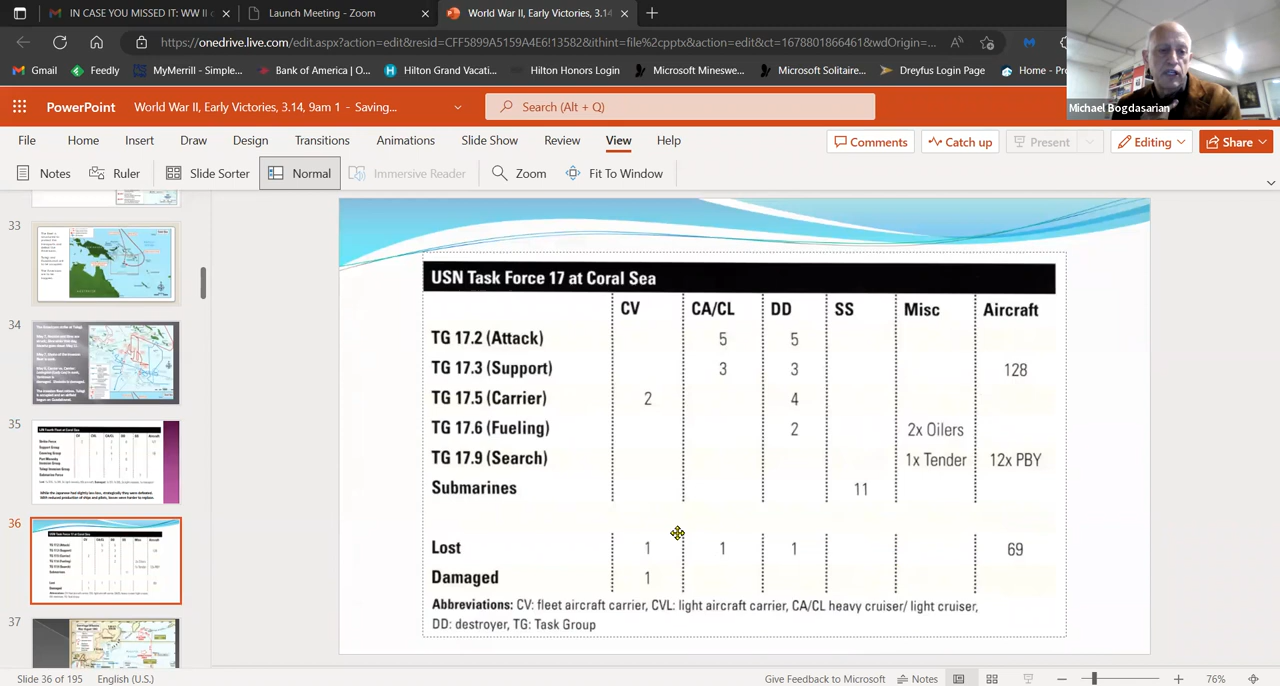 IN CASE YOU MISSED IT: WW II c
Launch Meeting - Zoom
World War II, Early Victories, 3.14
https://onedrive.live.com/edit.aspx?action=edit&resid=CFF5899A5159A4E6!13582&ithint=file%2cpptx&action=edit&ct=1678801866461&wdOrigin=...
Gmail Feedly MyMerrill - Simple... Bank of America | O... Hilton Grand Vacai... Hilton Honors Login Microsoft Mineswe... Microsoft Solitaire... Dreyfus Login Page Home - Pr
Michael Bogdasarian
PowerPoint World War II, Early Victories, 3.14, 9am 1 - Saving... Search (Alt + Q)
File Home Insert Draw Design Transitions Animations Slide Show Review View Help Comments Catch up Present Editing Share
Notes Ruler Slide Sorter Normal Immersive Reader Zoom Fit To Window
33
34
35
36
37
USN Task Force 17 at Coral Sea
CV CA/CL DD SS Misc Aircraft
TG 17.2 (Attack) 5 5
TG 17.3 (Support) 3 3 128
TG 17.5 (Carrier) 2 4
TG 17.6 (Fueling) 2 2x Oilers
TG 17.9 (Search) 1x Tender 12x PBY
Submares 11
Lost 1 1 1 69
Damaged 1
Abbreviations: CV: fleet aircraft carrier, CVL: light aircraft carrier, CA/CL heavy cruiser/ light cruiser,
DD: destroyer, TG: Task Group
Slide 36 of 195 English (U.S.) Give Feedback to Microsoft Notes 76%